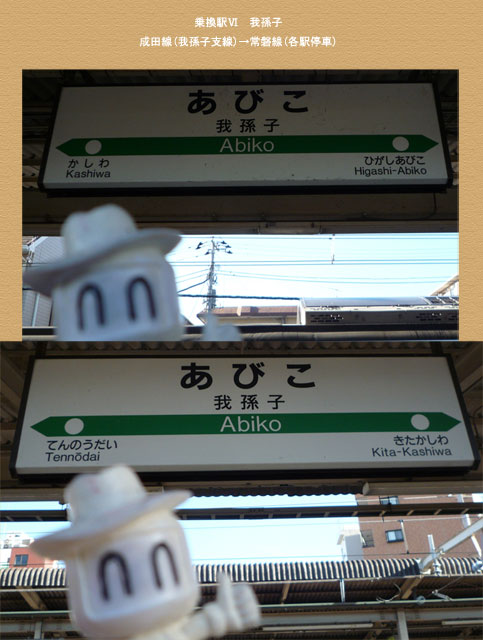 乗換駅Ⅵ 我孫子
成田線(我孫子支線)→常磐線(各駅停車)
あびこ
我孫子
Abiko
かしわ
Kashiwa
ひがしあびこ
Higashi-Abiko
あびこ
我孫子
Abiko
てんのうだい
Tennōdai
きたかしわ
Kita-Kashiwa